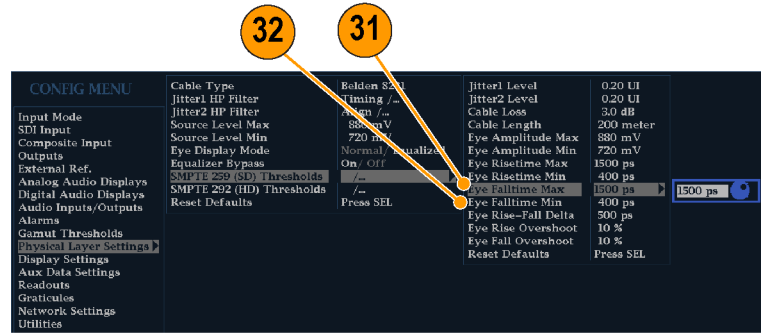 32
31
CONFIG MENU
Input Mode
SDI Input
Composite Input
Outputs
External Ref.
Analog Audio Displays
Digital Audio Displays
Audio Inputs/Outputs
Alarms
Gamut Thresholds
Physical Layer Settings
Display Settings
Aux Data Settings
Readouts
Graticules
Network Settings
Utilities
Cable Type Belden
Jitter1 HP Filter Timing /...
Jitter2 HP Filter /...
Source Level Max mV
Source Level Min 720 mV
Eye Display Mode Normal/ Equalized
Equalizer Bypass On/ Off
SMPTE 259 (SD) Thresholds /...
SMPTE 292 (HD) Thresholds /...
Reset Defaults Press SEL
Jitter1 Level 0.20 UI
Jitter2 Level 0.20 UI
Cable Loss 3.0 dB
Cable Length 200 meter
Eye Amplitude Max 880 mV
Eye Amplitude Min 720 mV
Eye Risetime Max 1500 ps
Eye Risetime Min 400 ps
Eye Falltime Max 1500 ps
Eye Falltime Min 400 ps
Eye Rise-Fall Delta 500 ps
Eye Rise Overshoot 10 %
Eye Fall Overshoot 10 %
Reset Defaults Press SEL
1500 ps